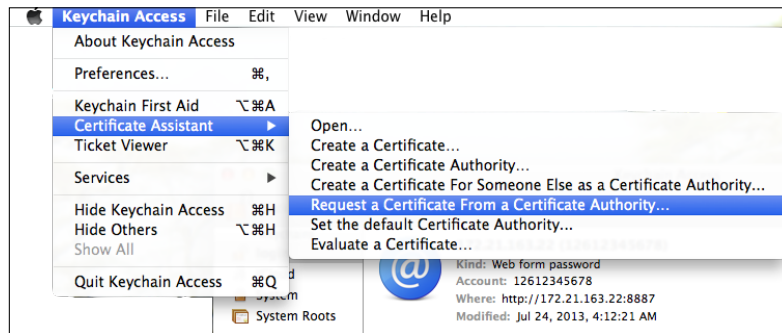 Keychain Access File Edit View Window Help
About Keychain Access
Preferences... ⌘,
Keychain First Aid ⌥⌘A
Certificate Assistant ▶
Ticket Viewer ⌥⌘K
Services ▶
Hide Keychain Access ⌘H
Hide Others ⌥⌘H
Show All
Quit Keychain Access ⌘Q
Open...
Create a Certificate...
Create a Certificate Authority...
Create a Certificate For Someone Else as a Certificate Authority...
Request a Certificate From a Certificate Authority...
Set the default Certificate Authority...
Evaluate a Certificate...
System
System Roots
Kind: Web form password
Account: 12612345678
Where: http://172.21.163.22:8887
Modified: Jul 24, 2013, 4:12:21 AM